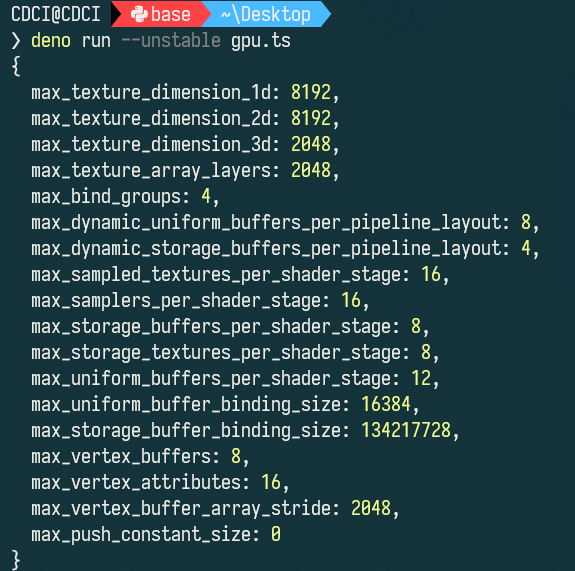 CDCI@CDCI base ~\Desktop
❯ deno run --unstable gpu.ts
{
  max_texture_dimension_1d: 8192,
  max_texture_dimension_2d: 8192,
  max_texture_dimension_3d: 2048,
  max_texture_array_layers: 2048,
  max_bind_groups: 4,
  max_dynamic_uniform_buffers_per_pipeline_layout: 8,
  max_dynamic_storage_buffers_per_pipeline_layout: 4,
  max_sampled_textures_per_shader_stage: 16,
  max_samplers_per_shader_stage: 16,
  max_storage_buffers_per_shader_stage: 8,
  max_storage_textures_per_shader_stage: 8,
  max_uniform_buffers_per_shader_stage: 12,
  max_uniform_buffer_binding_size: 16384,
  max_storage_buffer_binding_size: 134217728,
  max_vertex_buffers: 8,
  max_vertex_attributes: 16,
  max_vertex_buffer_array_stride: 2048,
  max_push_constant_size: 0
}